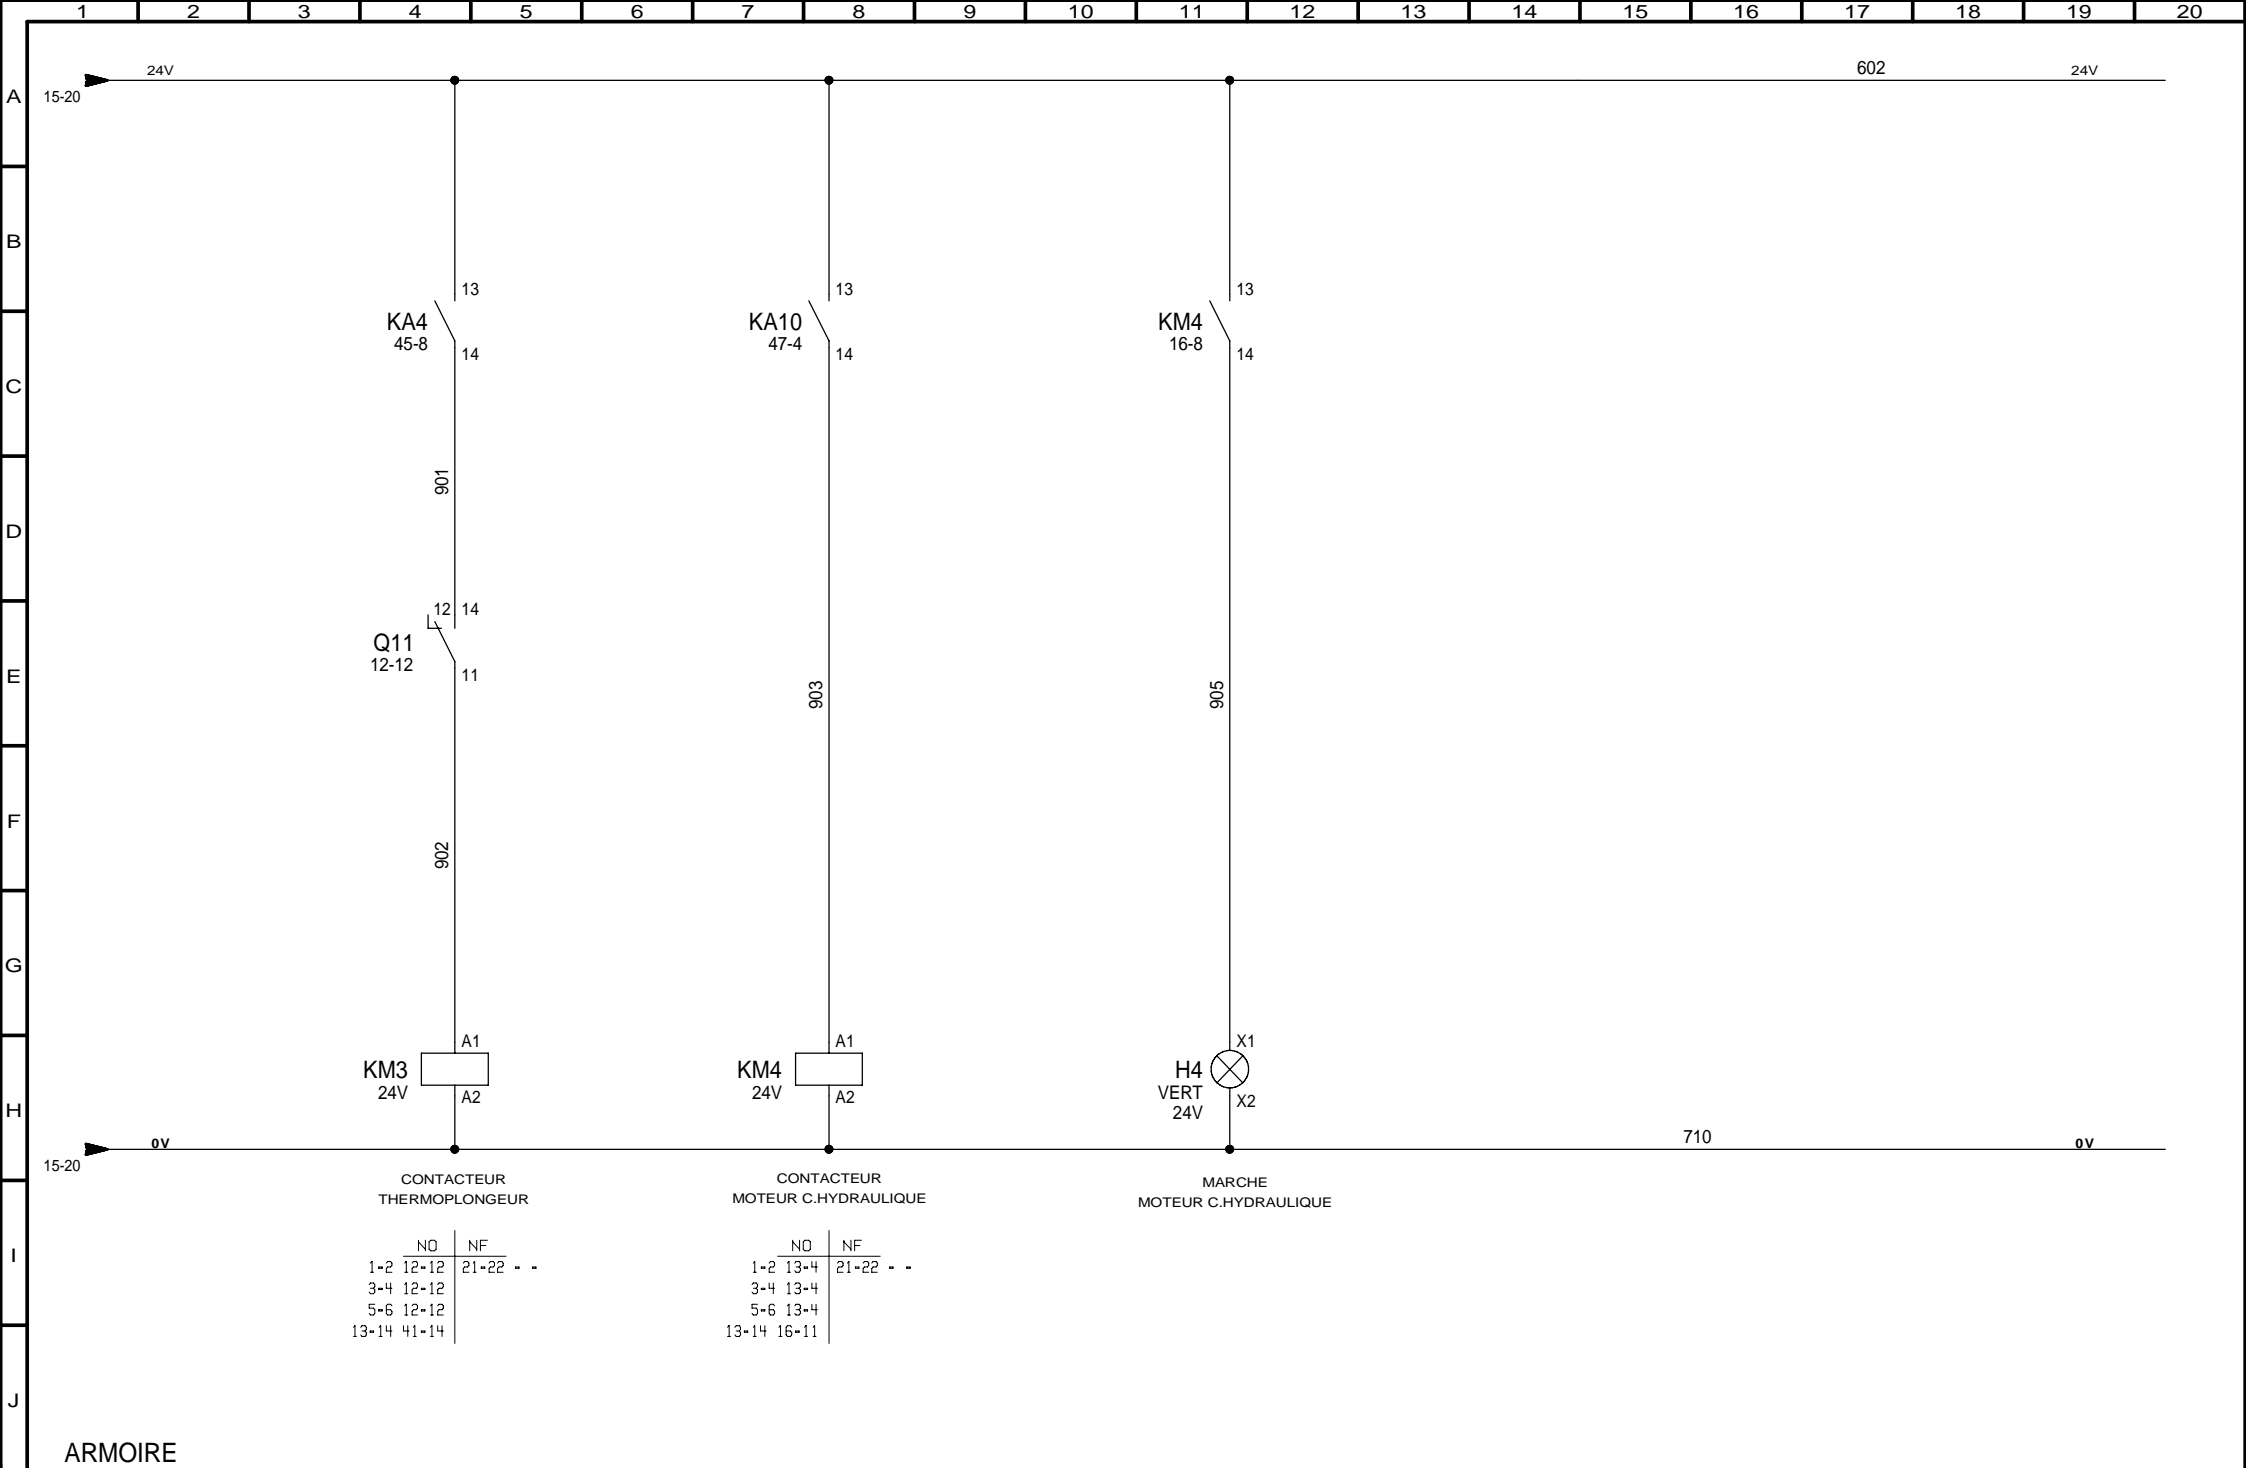 1 2 3 4 5 6 7 8 9 10 11 12 13 14 15 16 17 18 19 20
24V 602 24V
A 15-20
B
13 13 13
KA4 KA10 KM4
45-8 47-4 16-8
14 14 14
C
901
D
12 14
Q11
12-12
11
E
903 905
F
902
G
A1 A1 X1
KM3 KM4 H4
24V 24V VERT
A2 A2 X2
24V
H
0V 710 0V
15-20
CONTACTEUR CONTACTEUR MARCHE
THERMOPLONGEUR MOTEUR C.HYDRAULIQUE MOTEUR C.HYDRAULIQUE
NO NF NO NF
I
1-2 12-12 21-22 - - 1-2 13-4 21-22 - -
3-4 12-12 3-4 13-4
5-6 12-12 5-6 13-4
13-14 41-14 13-14 16-11
J
ARMOIRE